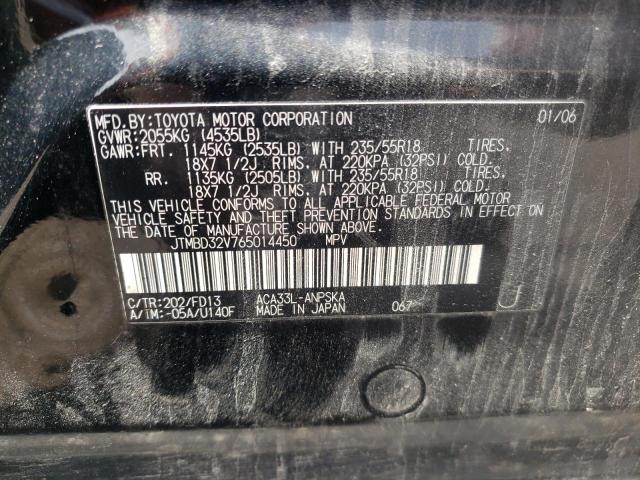 MFD.BY:TOYOTA MOTOR CORPORATION 01/06
GVWR:2055KG (4535LB)
GAWR:FRT. 1145KG (2535LB) WITH 235/55R18 TIRES.
18X7 1/2J RIMS. AT 220KPA (32PSI) COLD.
RR. 1135KG (2505LB) WITH 235/55R18 TIRES.
18X7 1/2J RIMS. AT 220KPA (32PSI) COLD.
THIS VEHICLE CONFORMS TO ALL APPLICABLE FEDERAL MOTOR
VEHICLE SAFETY AND THEFT PREVENTION STANDARDS IN EFFECT
ON THE DATE OF MANUFACTURE SHOWN ABOVE.
JTMBD32V765014450 MPV
C/TR:202/FD13 ACA33L-ANPSKA
A/TM:-05A/U140F MADE IN JAPAN 067